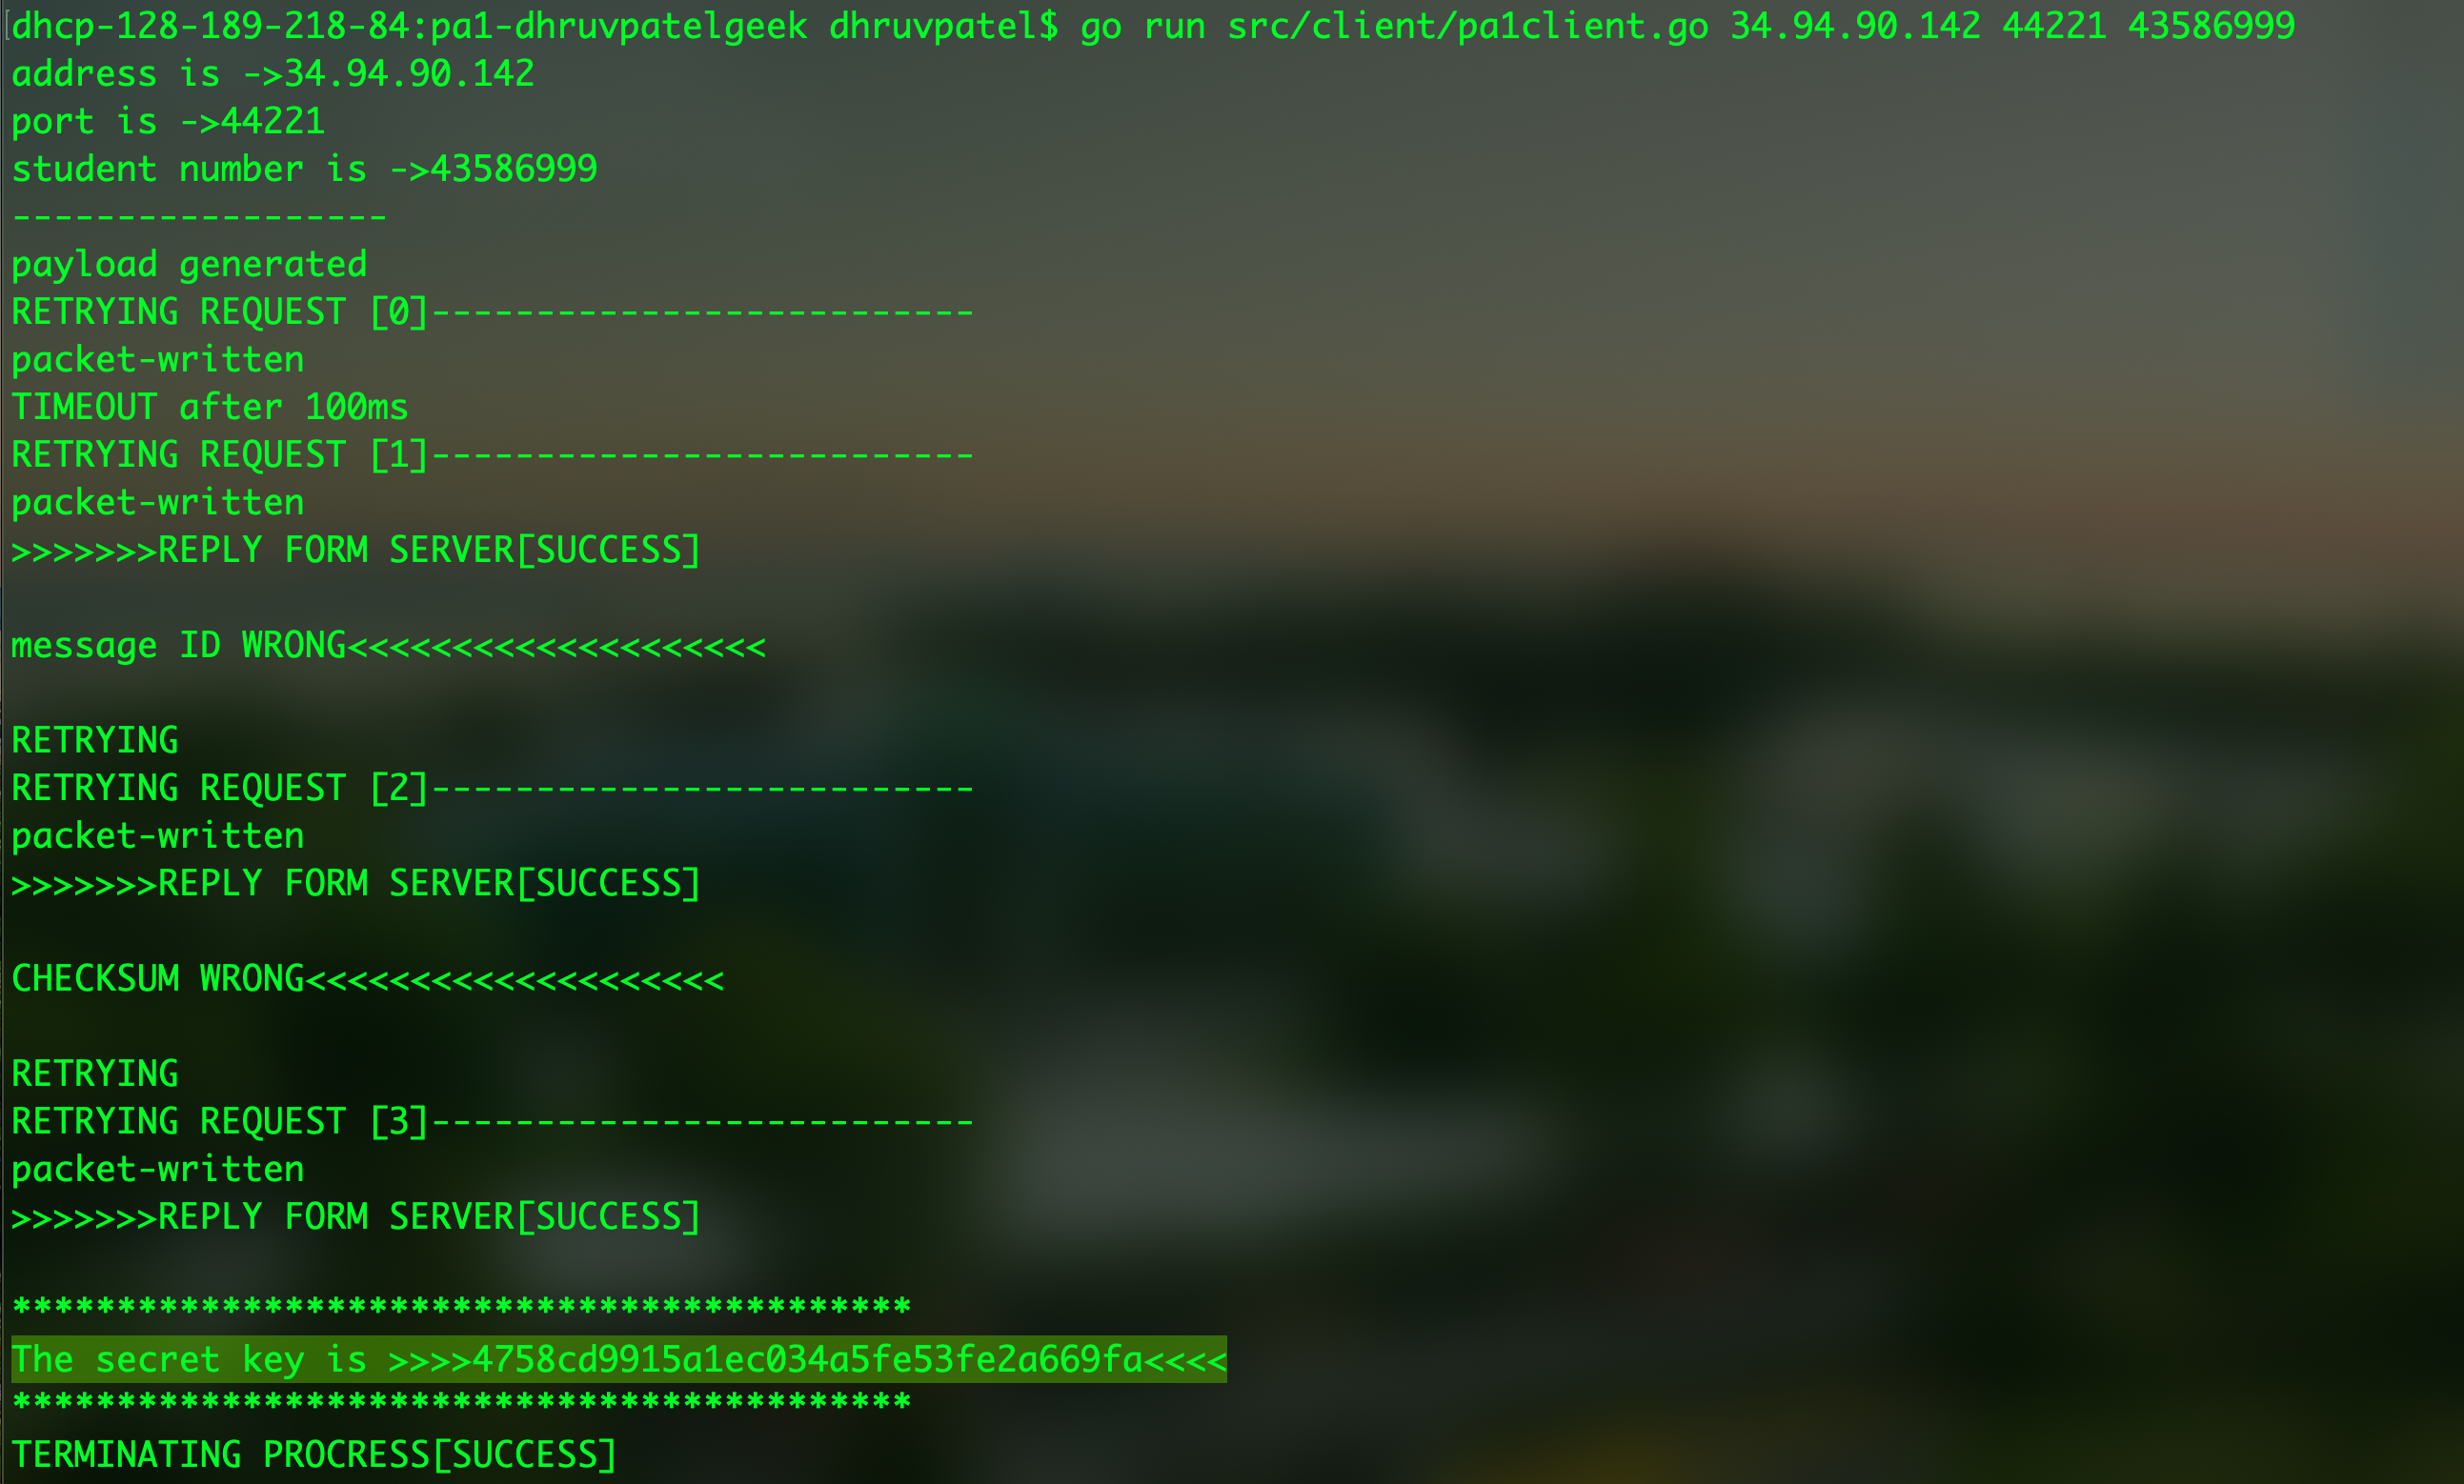 [dhcp-128-189-218-84:pa1-dhruvpatelgeek dhruvpatel$ go run src/client/pa1client.go 34.94.90.142 44221 43586999
address is ->34.94.90.142
port is ->44221
student number is ->43586999
------------------
payload generated
RETRYING REQUEST [0]--------------------------
packet-written
TIMEOUT after 100ms
RETRYING REQUEST [1]--------------------------
packet-written
>>>>>>>REPLY FORM SERVER[SUCCESS]
message ID WRONG<<<<<<<<<<<<<<<<<<<<
RETRYING
RETRYING REQUEST [2]--------------------------
packet-written
>>>>>>>REPLY FORM SERVER[SUCCESS]
CHECKSUM WRONG<<<<<<<<<<<<<<<<<<<<
RETRYING
RETRYING REQUEST [3]--------------------------
packet-written
>>>>>>>REPLY FORM SERVER[SUCCESS]
*******************************************
The secret key is >>>>4758cd9915a1ec034a5fe53fe2a669fa<<<<
*******************************************
TERMINATING PROCRESS[SUCCESS]